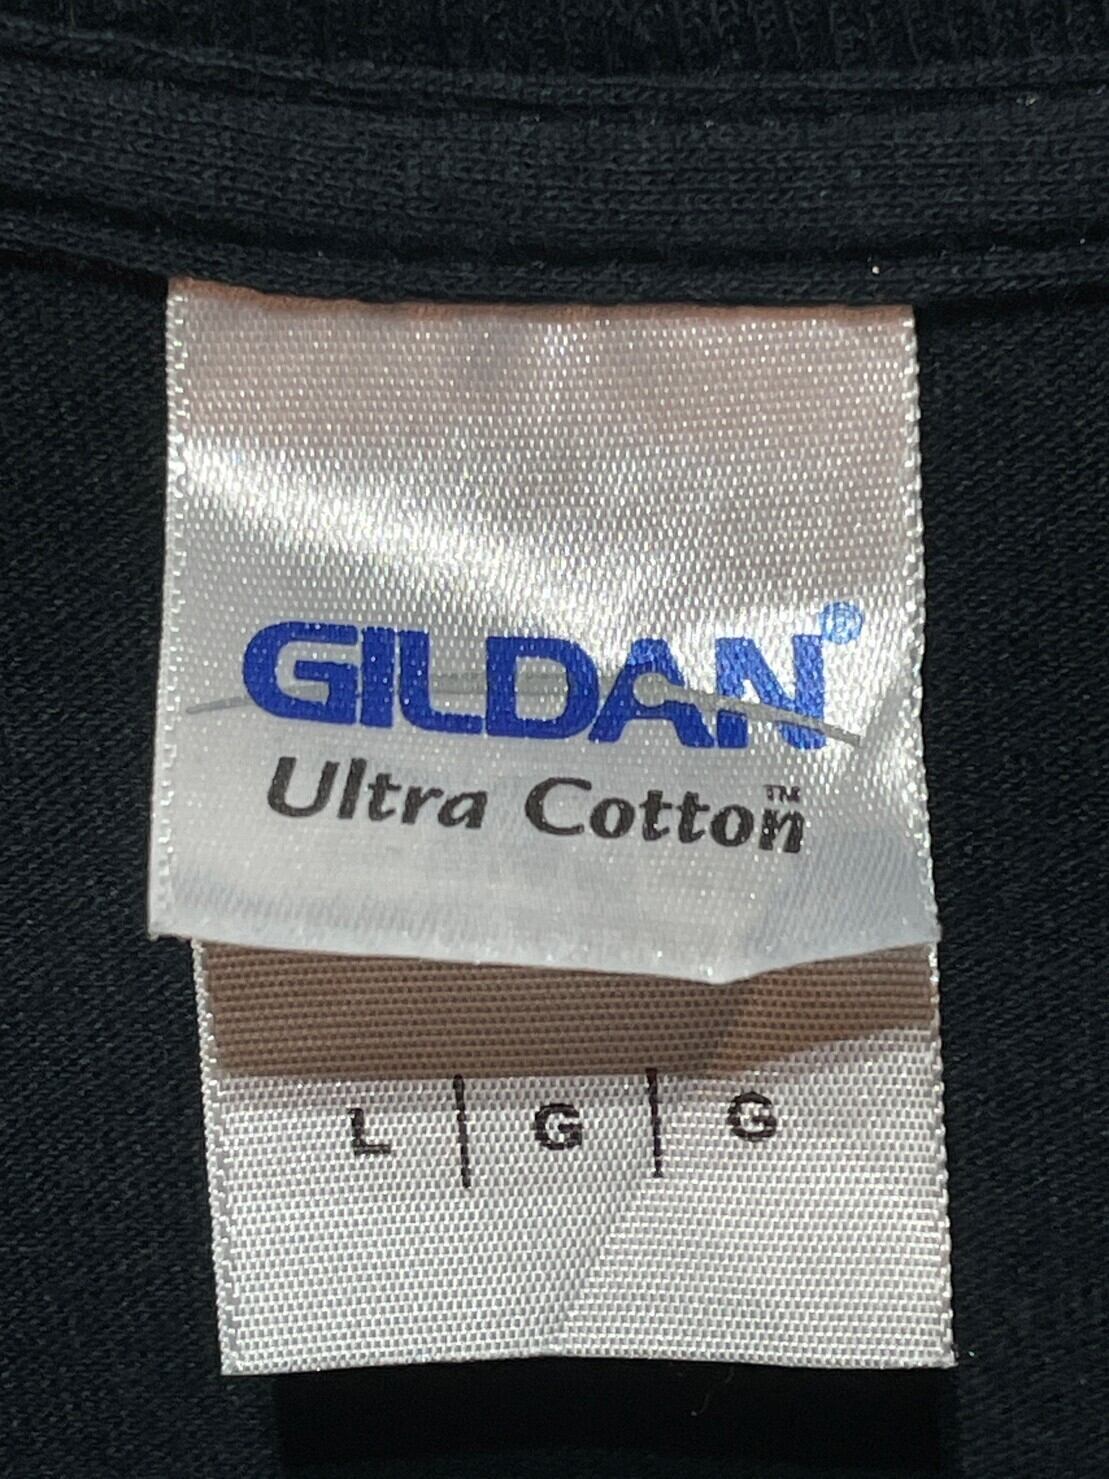 GILDAN®
Ultra Cotton™
L | G | G